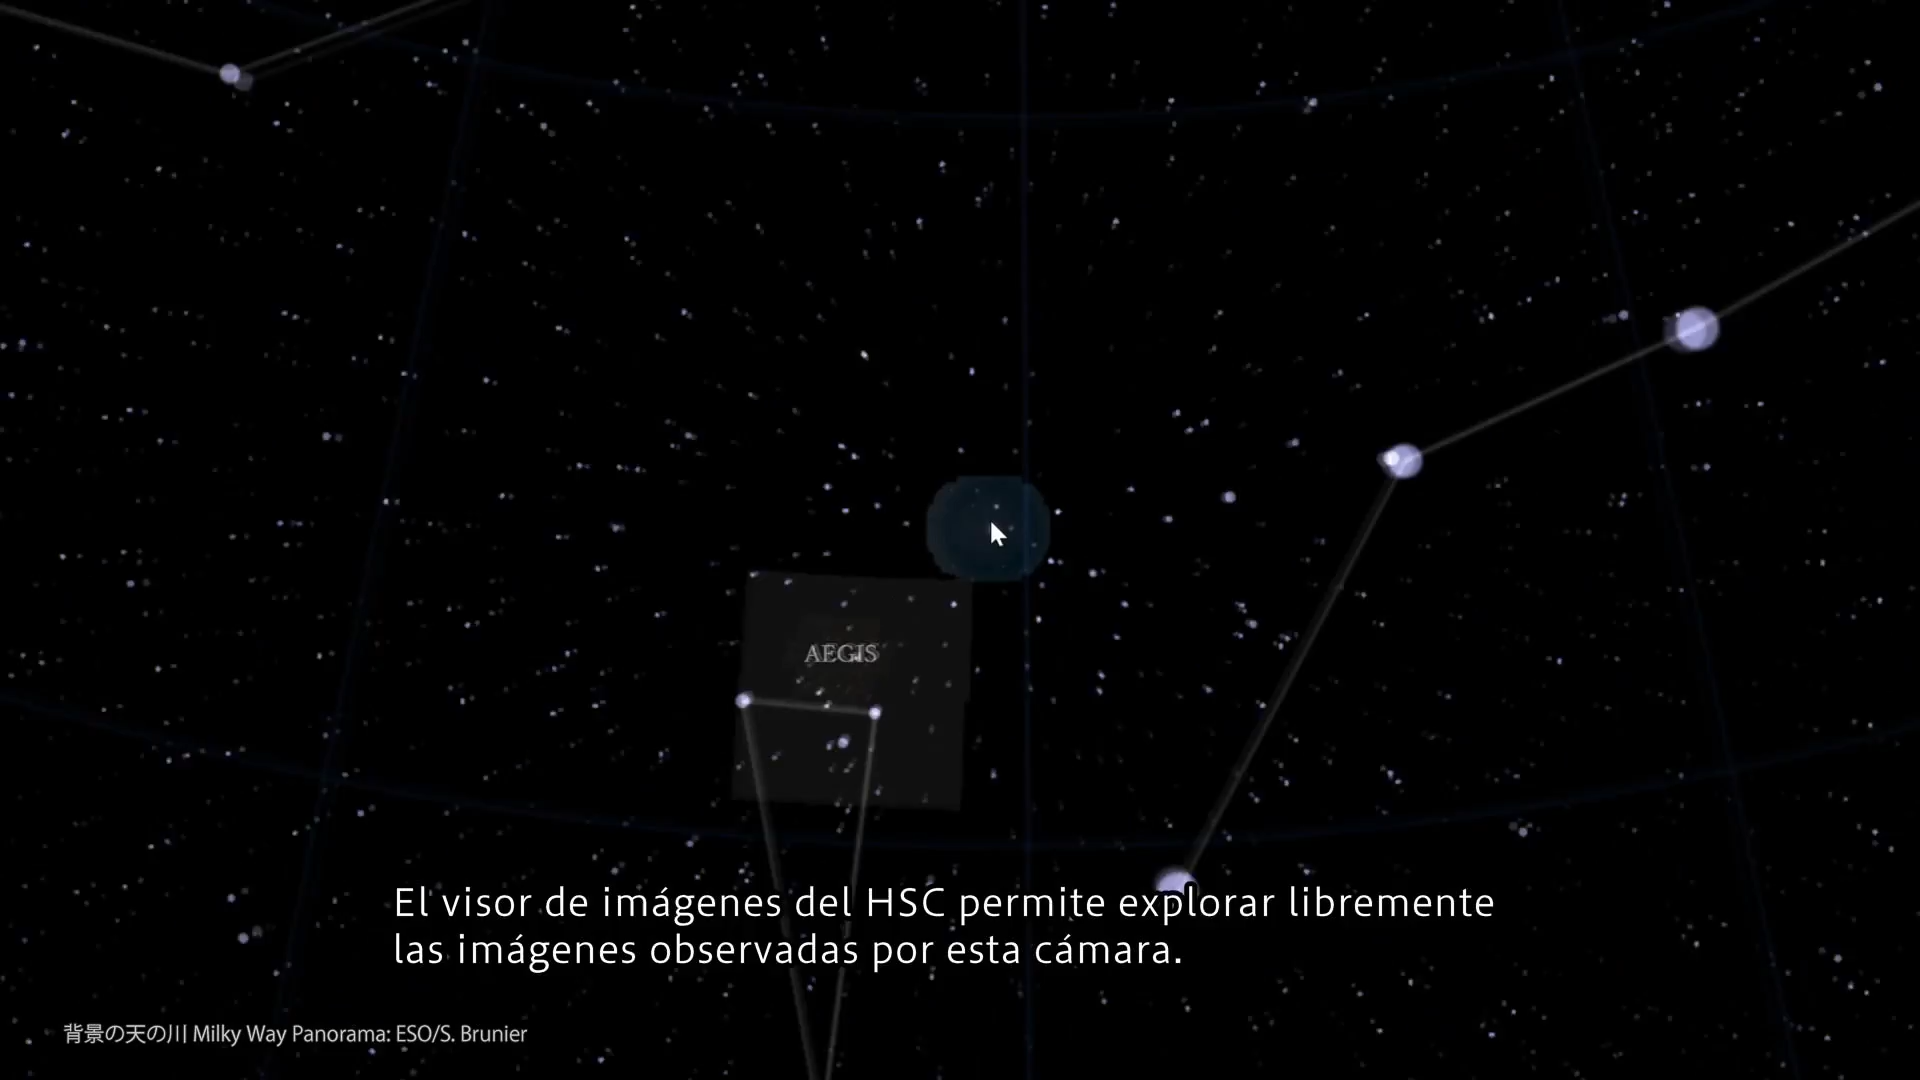 AEGIS
El visor de imágenes del HSC permite explorar libremente
las imágenes observadas por esta cámara.
背景の天の川 Milky Way Panorama: ESO/S. Brunier